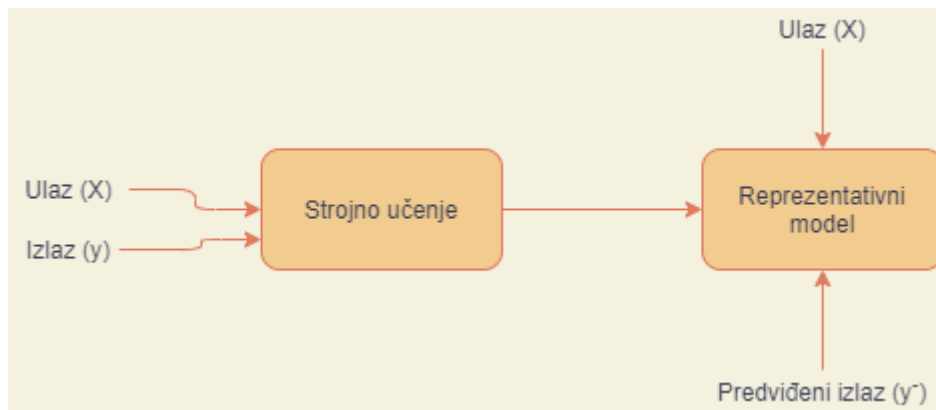 Ulaz (X)
Ulaz (X)
Izlaz (y)
Strojno učenje
Reprezentativni
model
Predviđeni izlaz (y˜)